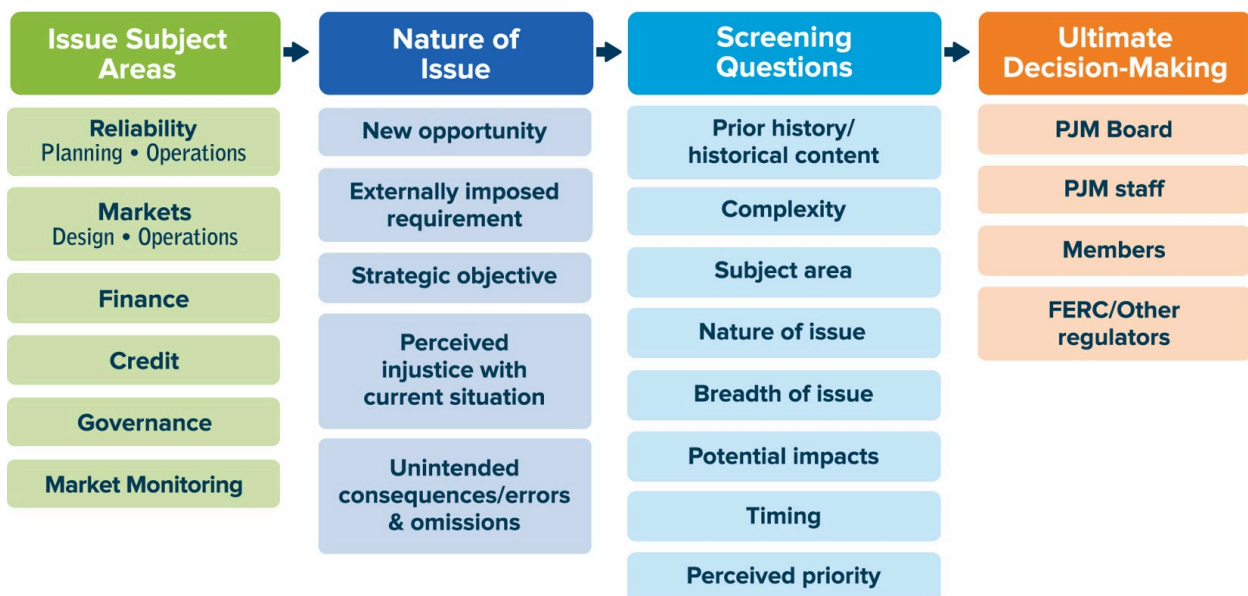 Issue Subject
Areas
Reliability
Planning • Operations
Markets
Design • Operations
Finance
Credit
Governance
Market Monitoring
Nature of
Issue
New opportunity
Externally imposed
requirement
Strategic objective
Perceived
injustice with
current situation
Unintended
consequences/errors
& omissions
Screening
Questions
Prior history/
historical content
Complexity
Subject area
Nature of issue
Breadth of issue
Potential impacts
Timing
Perceived priority
Ultimate
Decision-Making
PJM Board
PJM staff
Members
FERC/Other
regulators